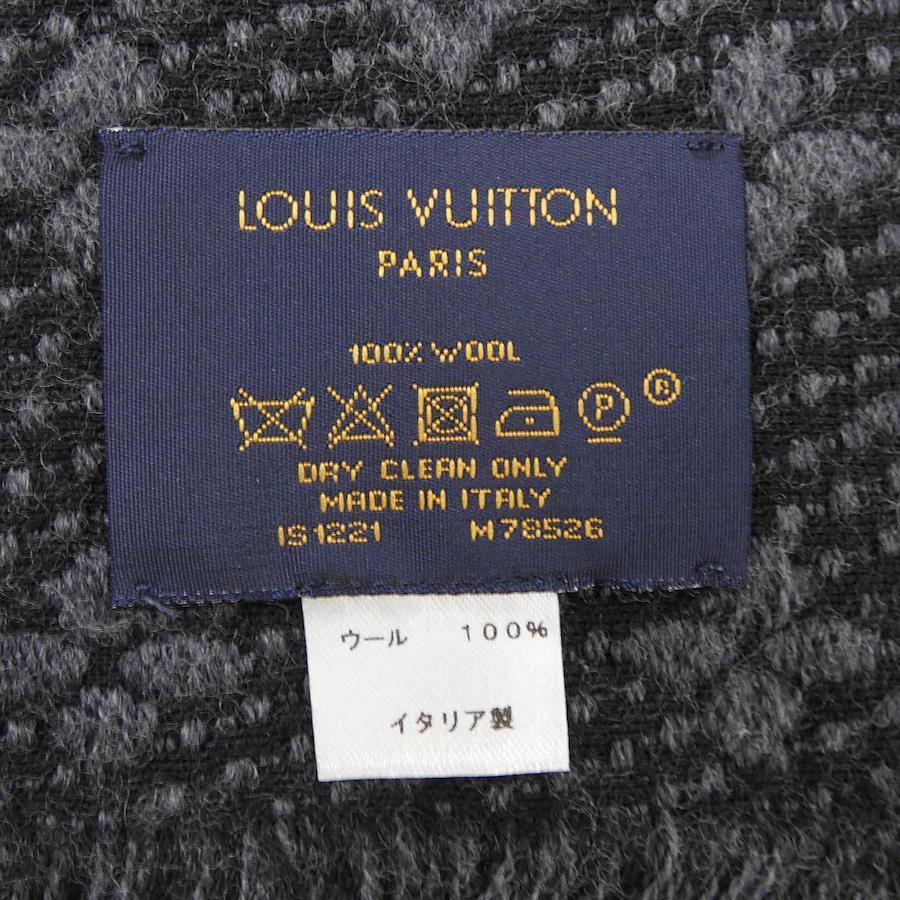 LOUIS VUITTON
PARIS
100% WOOL
P ®
DRY CLEAN ONLY
MADE IN ITALY
IS1221 M78526
ウール 100%
イタリア製